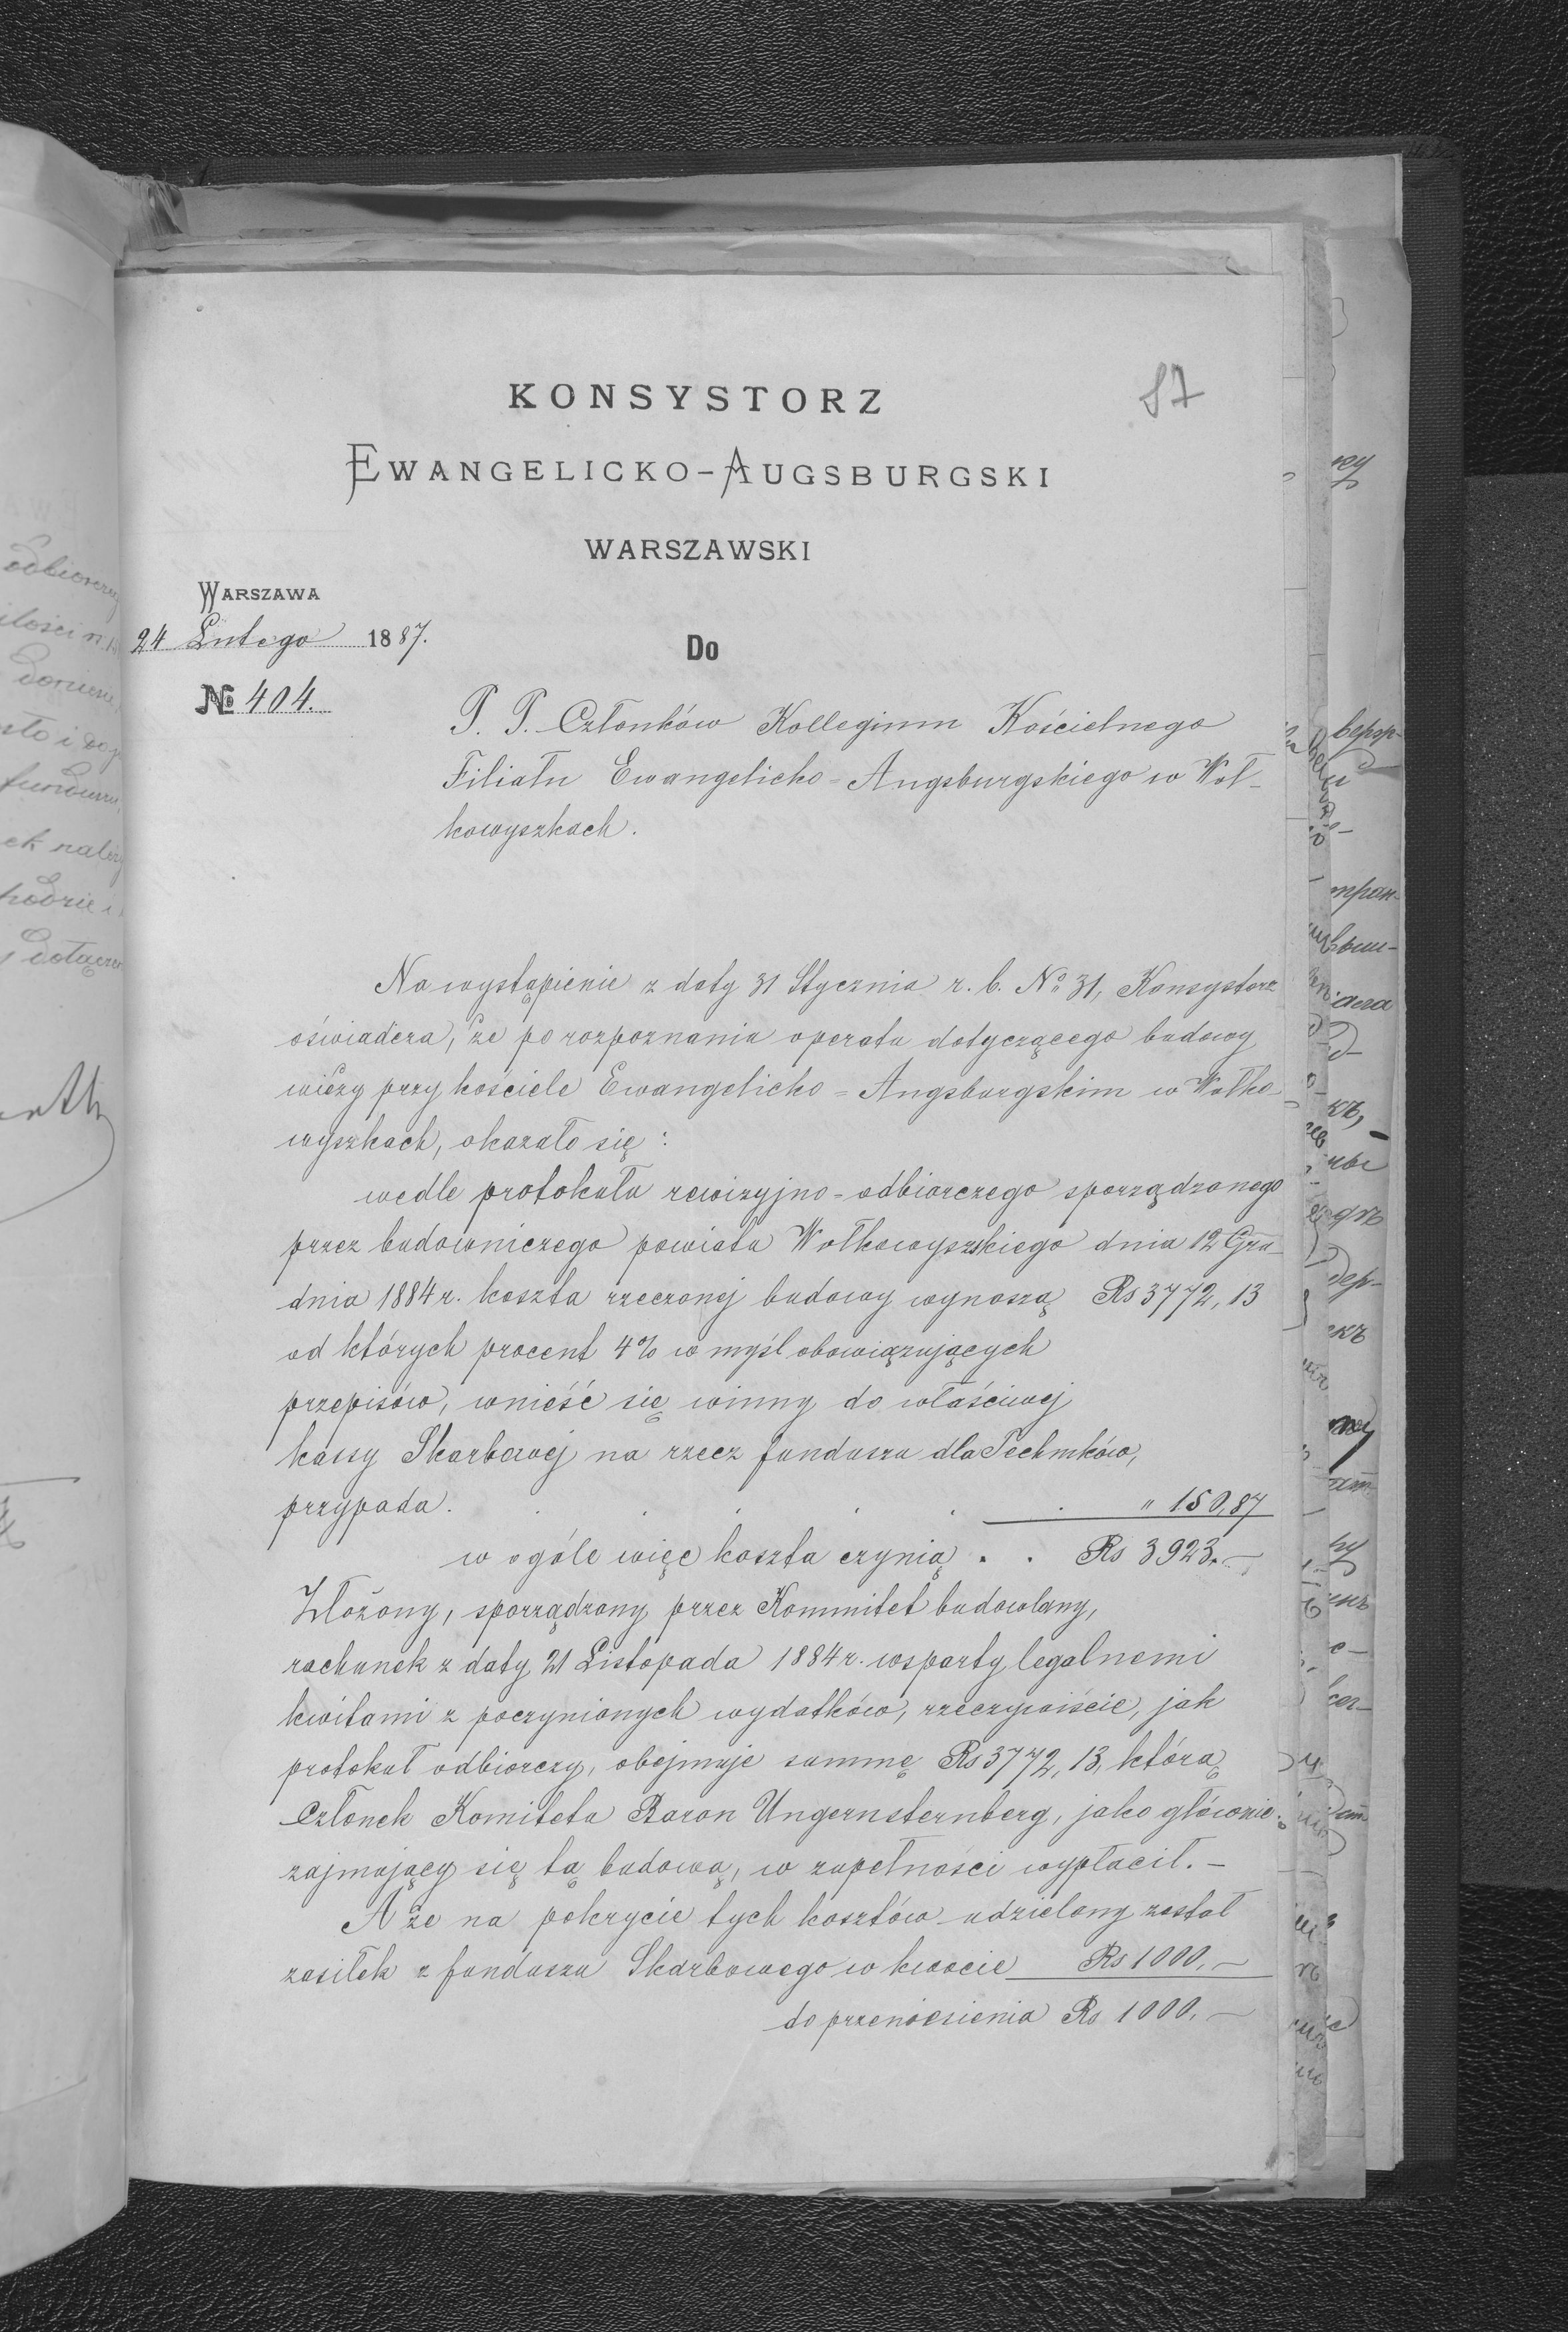 87
KONSYSTORZ
EWANGELICKO-AUGSBURGSKI
WARSZAWSKI
WARSZAWA
24 Lutego 1887.
Do
№ 404.
P. P. Członków Kollegium Kościelnego
Filiału Ewangelicko-Augsburgskiego w Woł-
kowyszkach.
Na wystąpienie z daty 31 Stycznia r. b. No 31, Konsystorz
oświadcza, że po rozpoznaniu operatu dotyczącego budowy
wieży przy kościele Ewangelicko-Augsburgskim w Wołko-
wyszkach, okazało się:
wedle protokułu rewizyjno-odbiorczego sporządzonego
przez budowniczego powiatu Wołkowyszskiego dnia 12 Gru-
dnia 1884 r. koszta rzeczonej budowy wynoszą Rs 3772,13
od których procent 4% w myśl obowiązujących
przepisów, wnieść się winny do właściwej
kassy Skarbowej na rzecz funduszu dla Techników,
przypada . . . . . " 150,87
w ogóle więc koszta czynią . . Rs 3923.—
Złożony, sporządzony przez Kommitet budowlany,
rachunek z daty 21 Listopada 1884 r. wsparty legalnemi
kwitami z poczynionych wydatków, rzeczywiście, jak
protokuł odbiorczy, obejmuje summę Rs 3772,13, którą
Członek Komitetu Baron Ungernsternberg, jako głównie
zajmujący się tą budową, w zupełności wypłacił. —
A że na pokrycie tych kosztów udzielony został
zasiłek z funduszu Skarbowego w kwocie Rs 1000.—
do przeniesienia Rs 1000.—